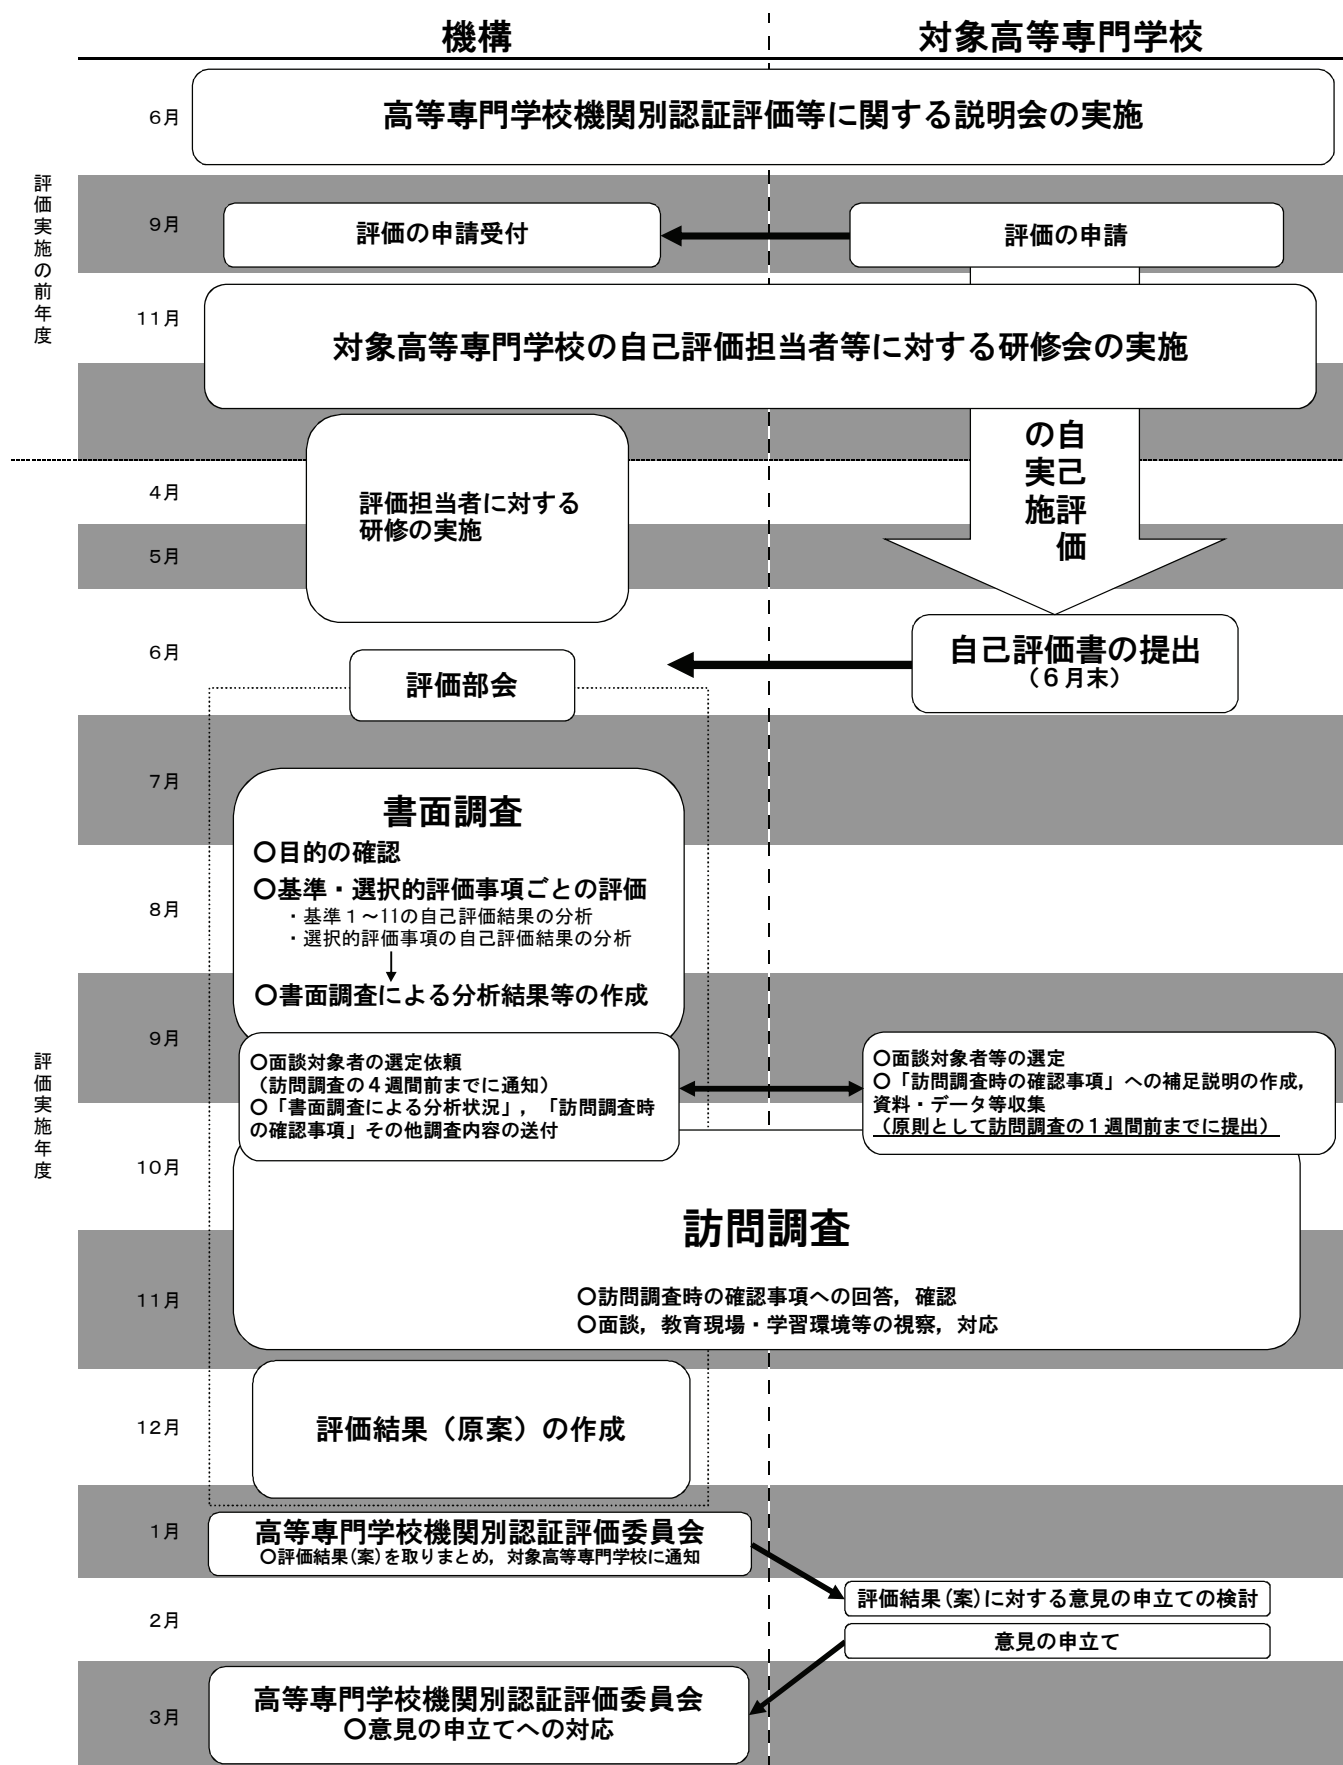 機構
対象高等専門学校
評価実施の前年度
6月
高等専門学校機関別認証評価等に関する説明会の実施
9月
評価の申請受付
評価の申請
11月
対象高等専門学校の自己評価担当者等に対する研修会の実施
自己評価
の実施
4月
評価担当者に対する
研修の実施
5月
評価実施年度
6月
自己評価書の提出
（６月末）
評価部会
7月
書面調査
○目的の確認
○基準・選択的評価事項ごとの評価
・基準１～11の自己評価結果の分析
・選択的評価事項の自己評価結果の分析
8月
○書面調査による分析結果等の作成
9月
○面談対象者の選定依頼
（訪問調査の４週間前までに通知）
○「書面調査による分析状況」，「訪問調査時
の確認事項」その他調査内容の送付
○面談対象者等の選定
○「訪問調査時の確認事項」への補足説明の作成，
資料・データ等収集
（原則として訪問調査の１週間前までに提出）
10月
訪問調査
11月
○訪問調査時の確認事項への回答，確認
○面談，教育現場・学習環境等の視察，対応
12月
評価結果（原案）の作成
1月
高等専門学校機関別認証評価委員会
○評価結果(案)を取りまとめ，対象高等専門学校に通知
評価結果(案)に対する意見の申立ての検討
2月
意見の申立て
3月
高等専門学校機関別認証評価委員会
○意見の申立てへの対応